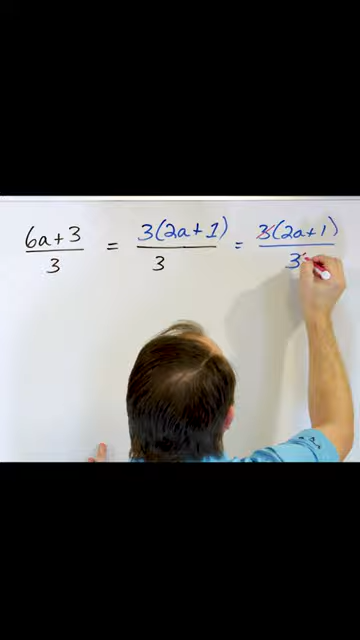 6a+3/3 = 3(2a+1)/3 = 3(2a+1)/3